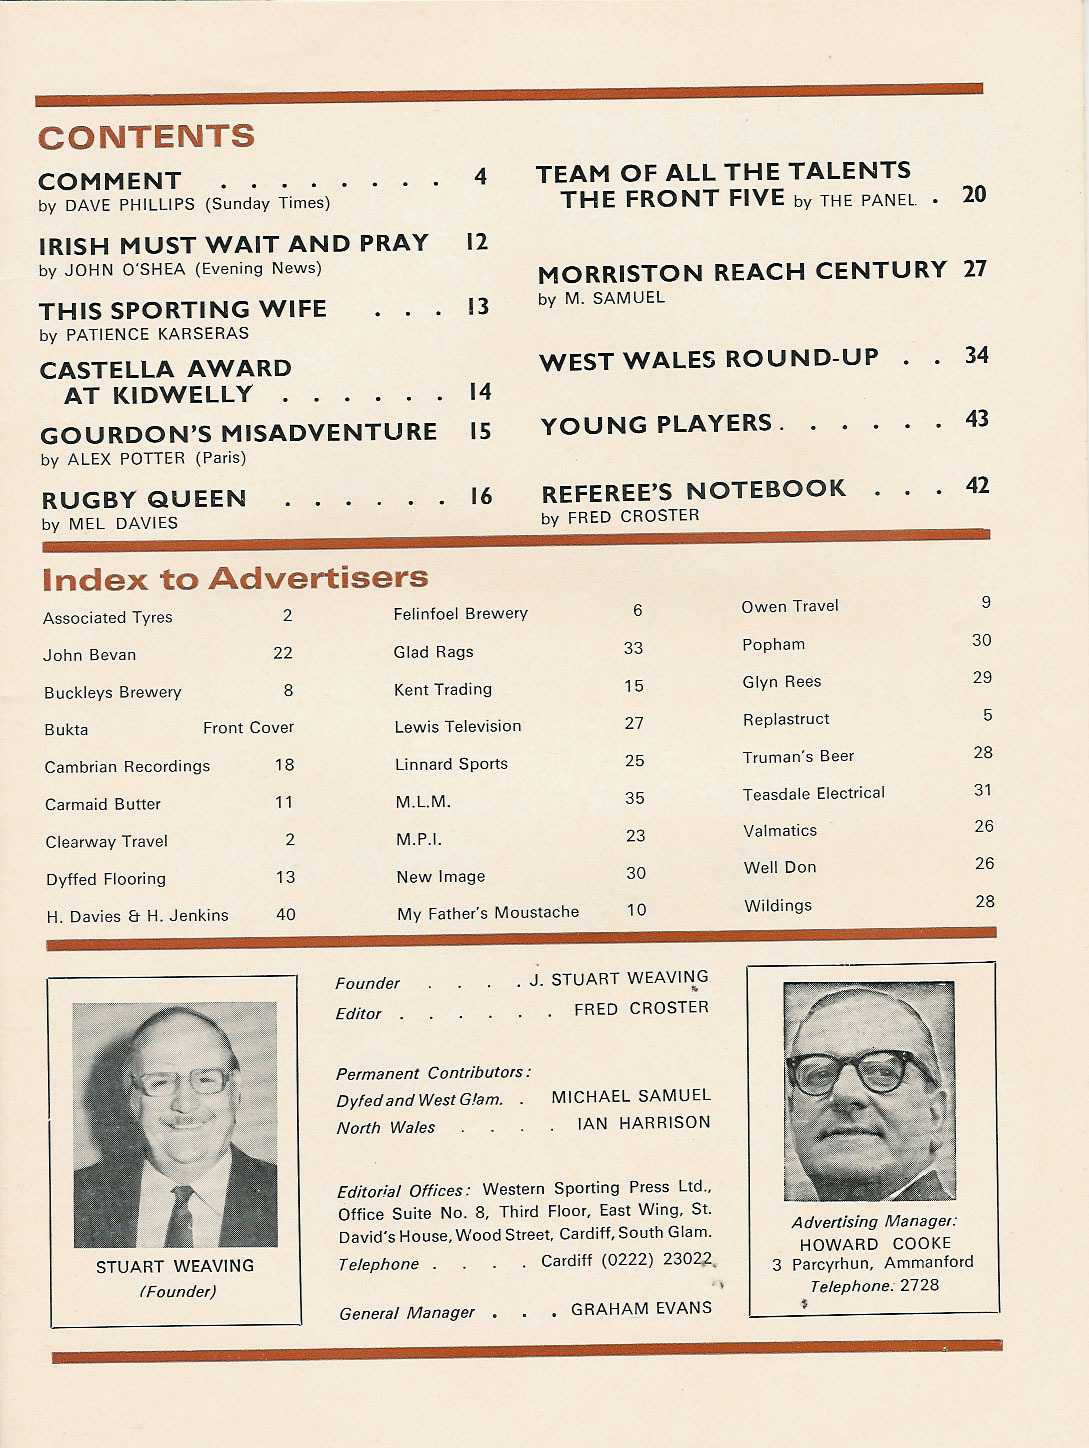 CONTENTS
COMMENT . . . . . . . . 4
by DAVE PHILLIPS (Sunday Times)
IRISH MUST WAIT AND PRAY 12
by JOHN O'SHEA (Evening News)
THIS SPORTING WIFE . . . 13
by PATIENCE KARSERAS
CASTELLA AWARD
AT KIDWELLY . . . . . . 14
GOURDON'S MISADVENTURE 15
by ALEX POTTER (Paris)
RUGBY QUEEN . . . . . . 16
by MEL DAVIES
TEAM OF ALL THE TALENTS
THE FRONT FIVE by THE PANEL . 20
MORRISTON REACH CENTURY 27
by M. SAMUEL
WEST WALES ROUND-UP . . 34
YOUNG PLAYERS . . . . . . 43
REFEREE'S NOTEBOOK . . . 42
by FRED CROSTER
Index to Advertisers
Associated Tyres 2
John Bevan 22
Buckleys Brewery 8
Bukta Front Cover
Cambrian Recordings 18
Carmaid Butter 11
Clearway Travel 2
Dyffed Flooring 13
H. Davies & H. Jenkins 40
Felinfoel Brewery 6
Glad Rags 33
Kent Trading 15
Lewis Television 27
Linnard Sports 25
M.L.M. 35
M.P.I. 23
New Image 30
My Father's Moustache 10
Owen Travel 9
Popham 30
Glyn Rees 29
Replastruct 5
Truman's Beer 28
Teasdale Electrical 31
Valmatics 26
Well Don 26
Wildings 28
STUART WEAVING
(Founder)
Founder . . . . J. STUART WEAVING
Editor . . . . . . FRED CROSTER
Permanent Contributors:
Dyfed and West Glam. . MICHAEL SAMUEL
North Wales . . . . IAN HARRISON
Editorial Offices: Western Sporting Press Ltd.,
Office Suite No. 8, Third Floor, East Wing, St.
David's House, Wood Street, Cardiff, South Glam.
Telephone . . . . Cardiff (0222) 23022
General Manager . . . GRAHAM EVANS
Advertising Manager:
HOWARD COOKE
3 Parcyrhun, Ammanford
Telephone: 2728